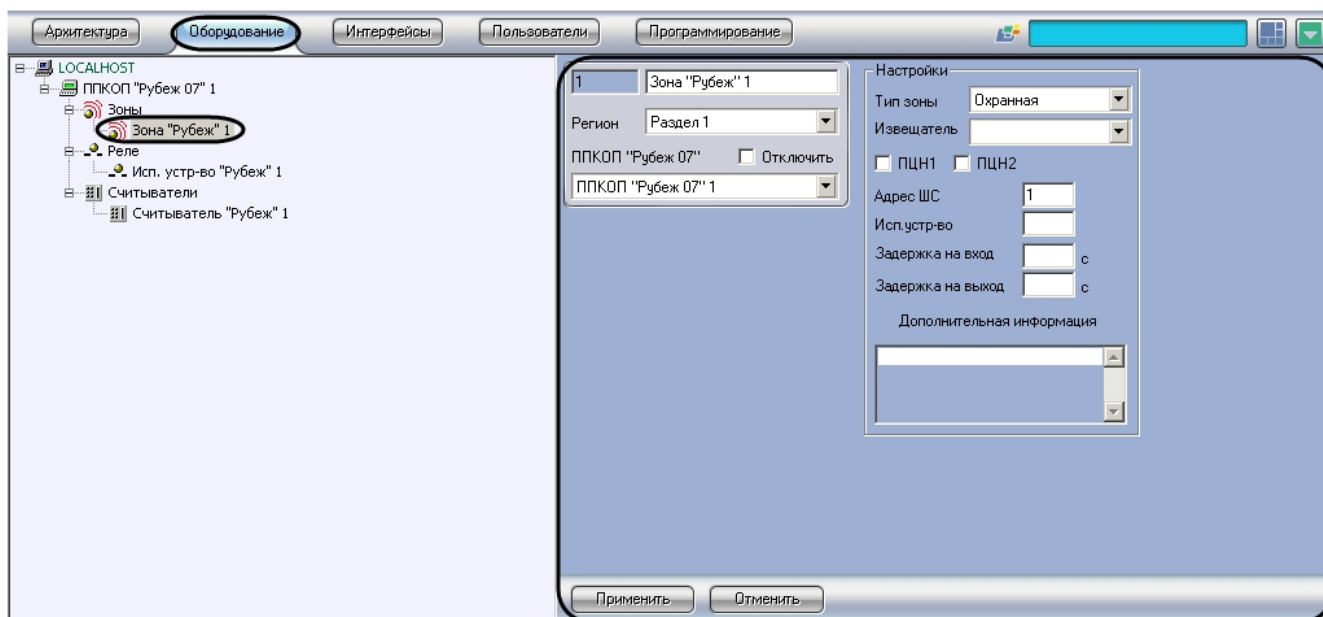 Архитектура Оборудование Интерфейсы Пользователи Программирование
LOCALHOST
ППКОП "Рубеж 07" 1
Зоны
Зона "Рубеж" 1
Реле
Исп. устр-во "Рубеж" 1
Считыватели
Считыватель "Рубеж" 1
1 Зона "Рубеж" 1
Регион Раздел 1
ППКОП "Рубеж 07" Отключить
ППКОП "Рубеж 07" 1
Настройки
Тип зоны Охранная
Извещатель
ПЦН1 ПЦН2
Адрес ШС 1
Исп.устр-во
Задержка на вход с
Задержка на выход с
Дополнительная информация
Применить Отменить